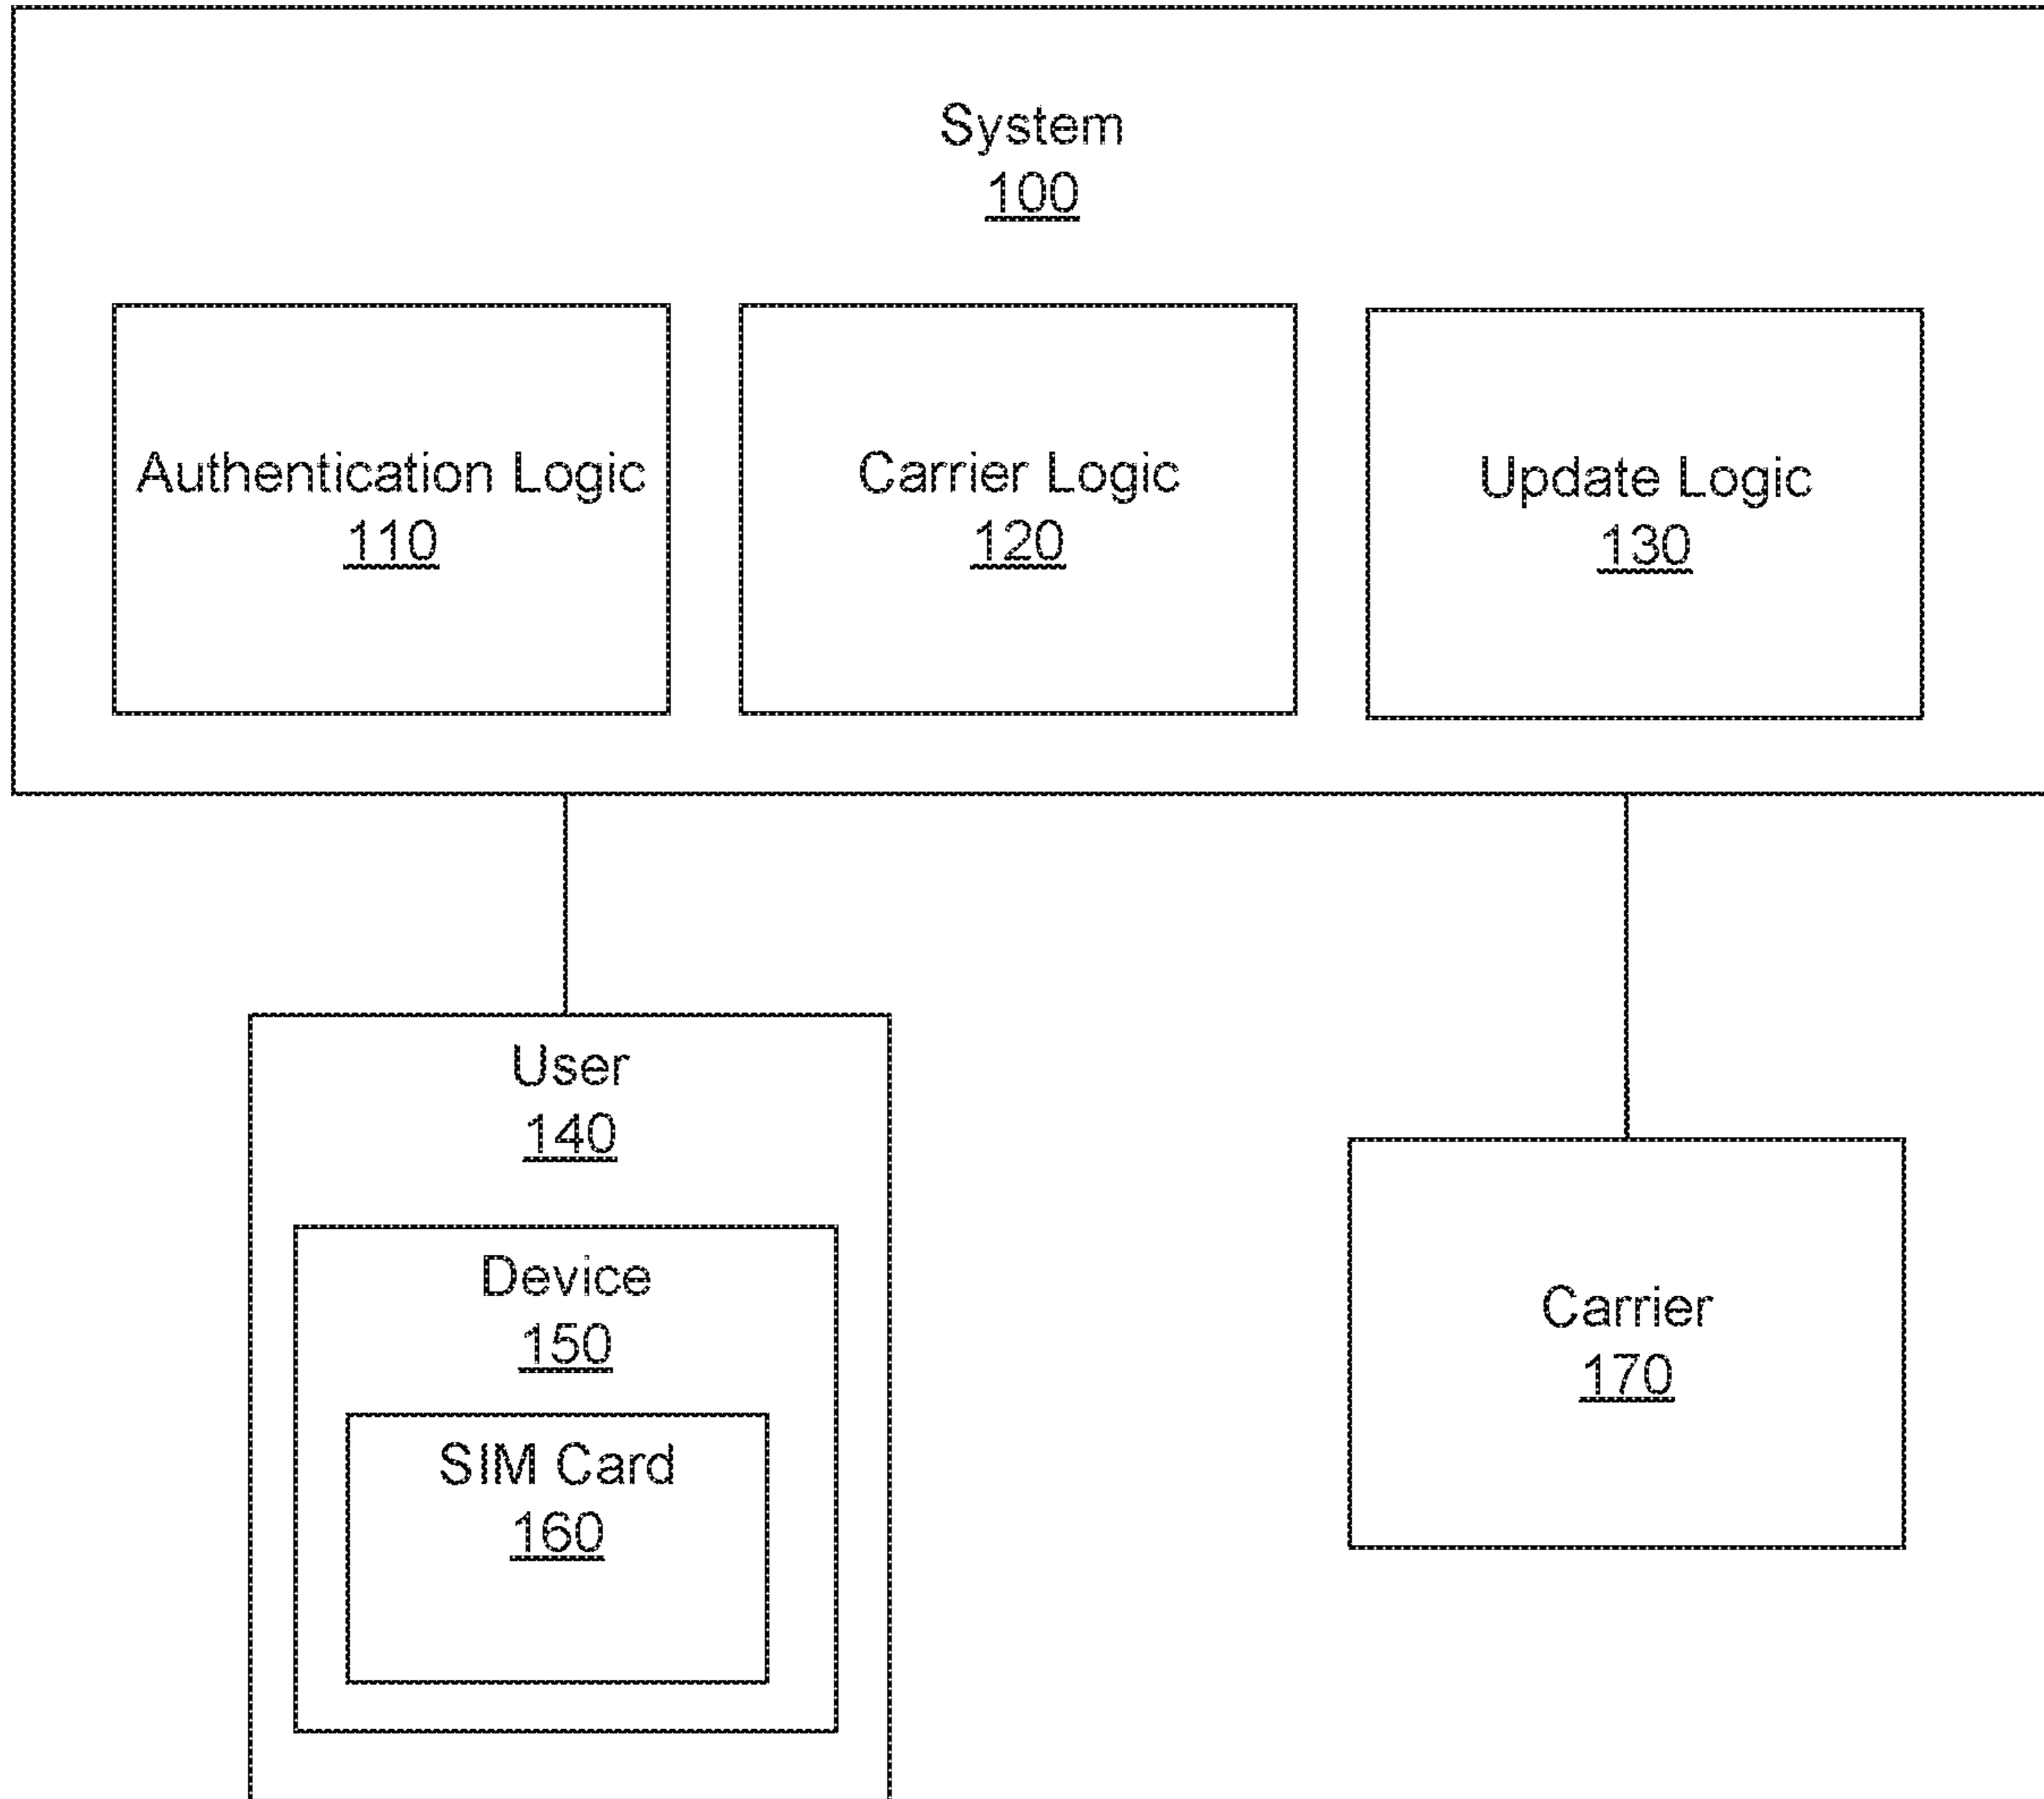 System
100
Authentication Logic
110
Carrier Logic
120
Update Logic
130
User
140
Device
150
SIM Card
160
Carrier
170